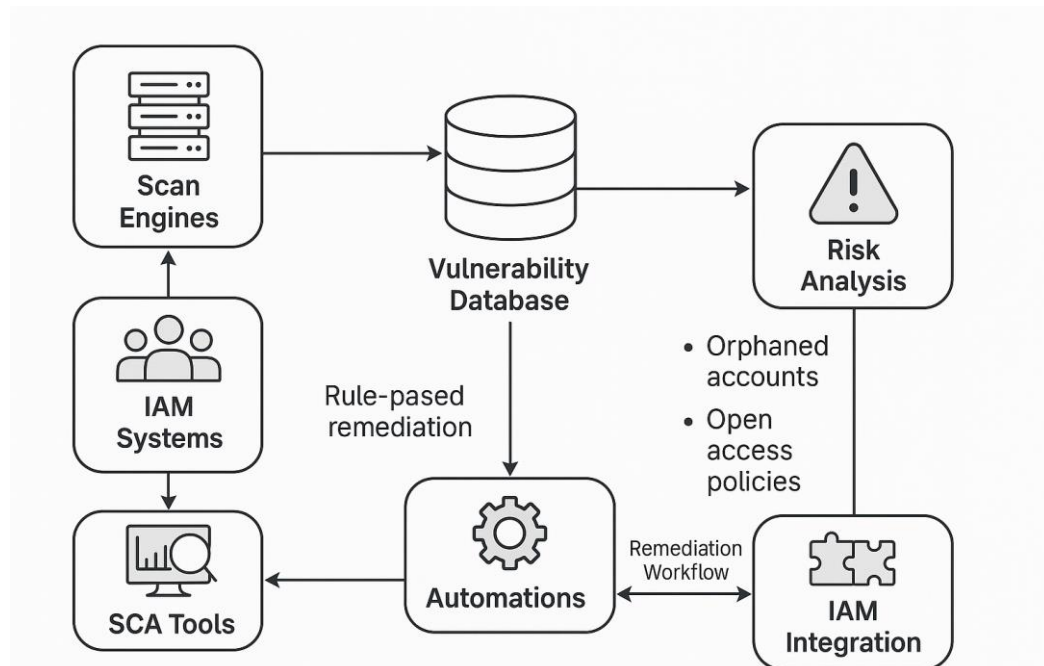 Scan
Engines
Vulnerability
Database
Risk
Analysis
IAM
Systems
Rule-pased
remediation
• Orphaned
accounts
• Open
access
policies
SCA Tools
Automations
Remediation
Workflow
IAM
Integration